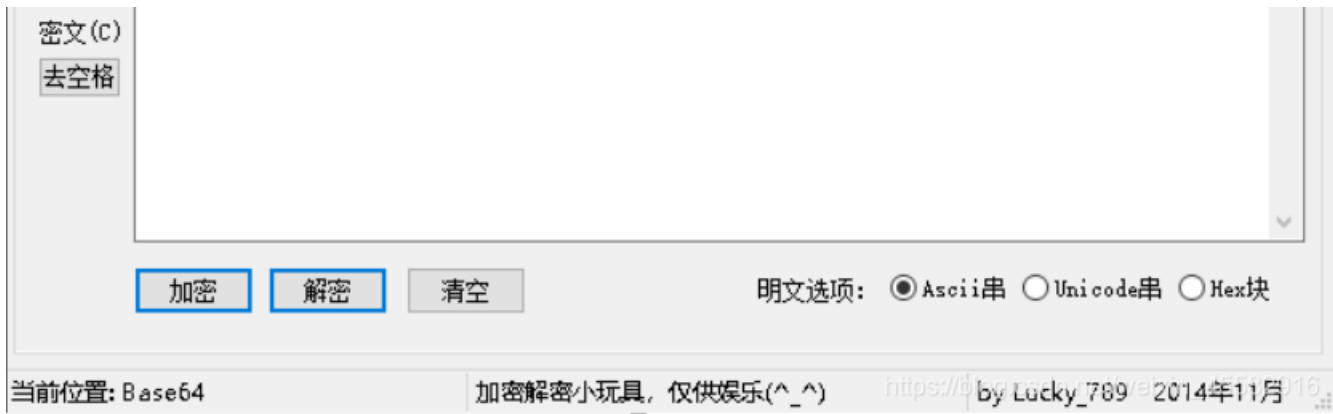 密文(C)
去空格
加密 解密 清空 明文选项： Ascii串 Unicode串 Hex块
当前位置: Base64 加密解密小玩具, 仅供娱乐(^_^) by Lucky_789 2014年11月